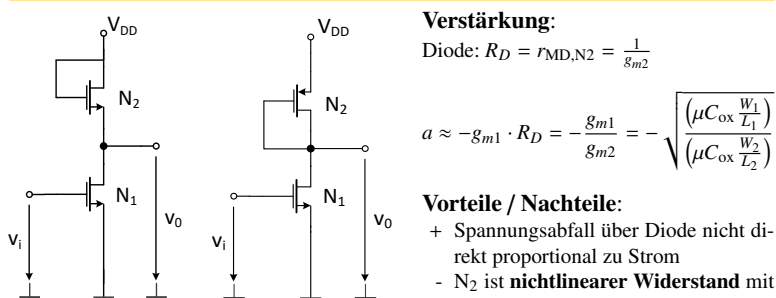 V_DD
N_2
N_1
v_i
v_0
V_DD
N_2
N_1
v_i
v_0
Verstärkung:
Diode: R_D = r_MD,N2 = 1/g_m2
a ≈ −g_m1 · R_D = − g_m1/g_m2 = − √((μC_ox W_1/L_1)/(μC_ox W_2/L_2))
Vorteile / Nachteile:
+ Spannungsabfall über Diode nicht di-
rekt proportional zu Strom
- N_2 ist nichtlinearer Widerstand mit